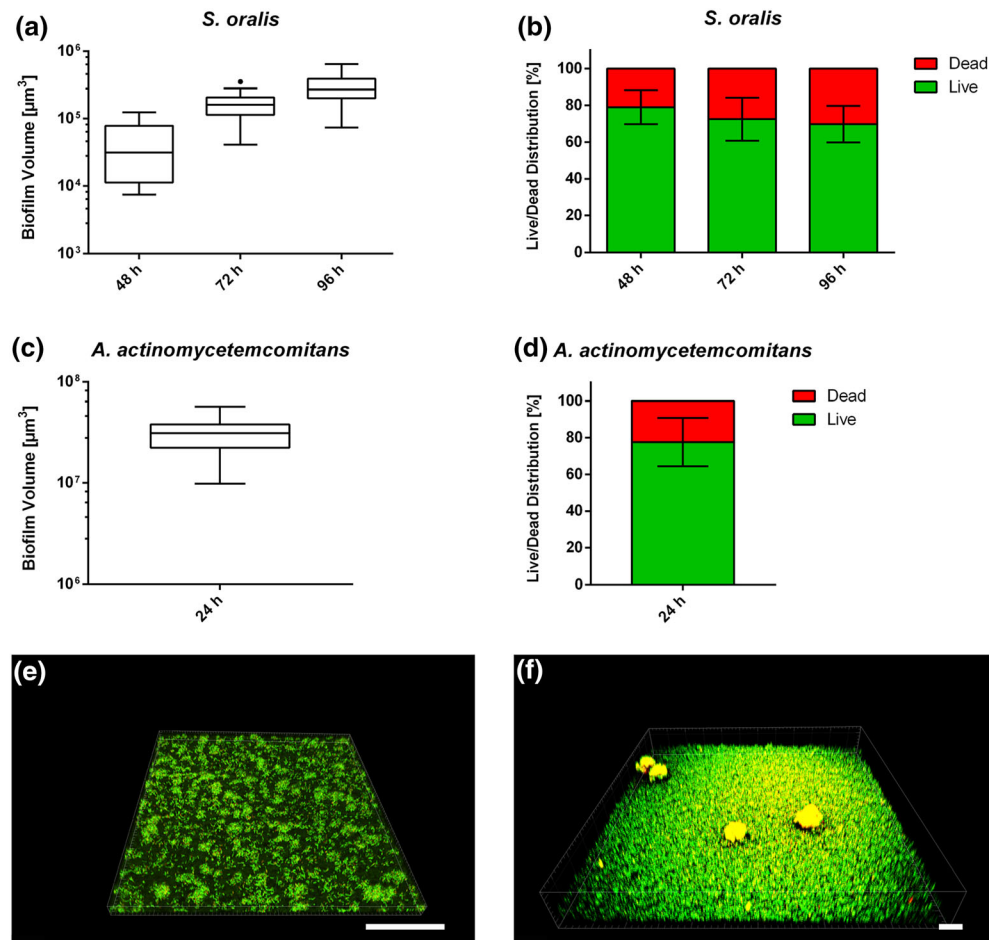 (a)
S. oralis
Biofilm Volume [µm³]
10⁶
10⁵
10⁴
10³
48 h
72 h
96 h
(b)
S. oralis
Live/Dead Distribution [%]
100
80
60
40
20
0
48 h
72 h
96 h
Dead
Live
(c)
A. actinomycetemcomitans
Biofilm Volume [µm³]
10⁸
10⁷
10⁶
24 h
(d)
A. actinomycetemcomitans
Live/Dead Distribution [%]
100
80
60
40
20
0
24 h
Dead
Live
(e)
(f)